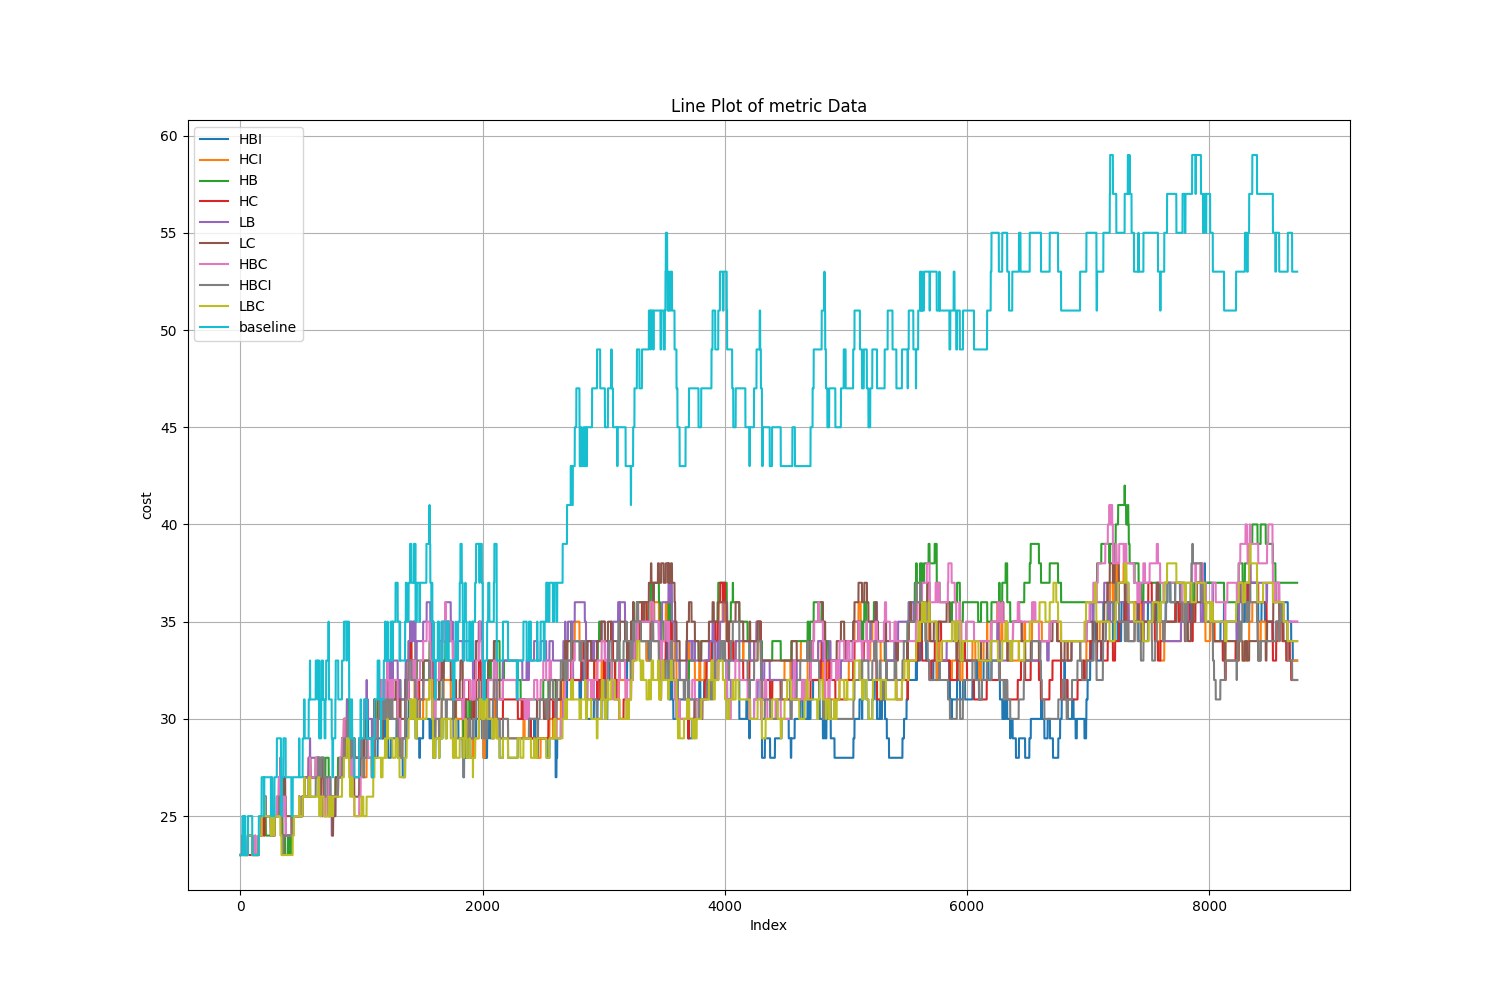 Line Plot of metric Data
60
55
50
45
40
35
30
25
cost
HBI
HCI
HB
HC
LB
LC
HBC
HBCI
LBC
baseline
0 2000 4000 6000 8000
Index